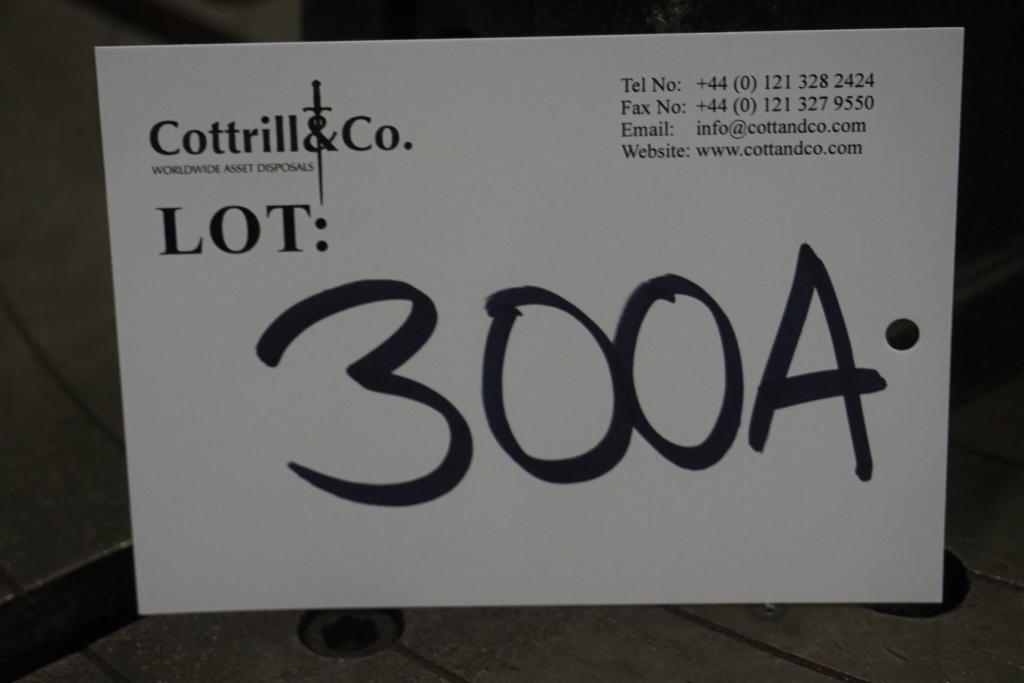 Cottrill&Co.
WORLDWIDE ASSET DISPOSALS
Tel No: +44 (0) 121 328 2424
Fax No: +44 (0) 121 327 9550
Email: info@cottandco.com
Website: www.cottandco.com
LOT:
300A